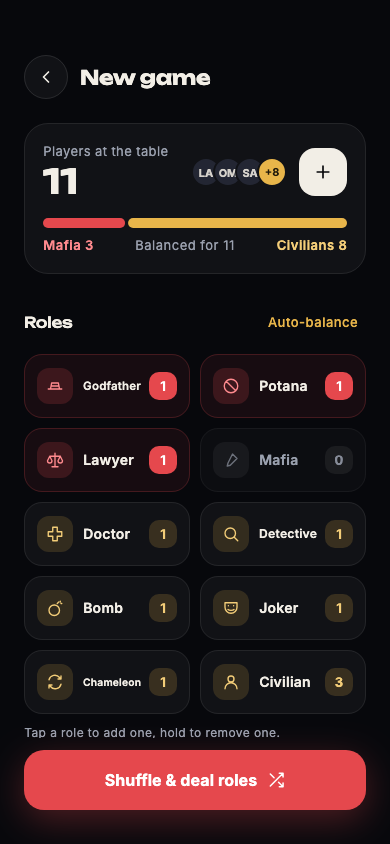 New game
Players at the table
11
LA OM SA +8
Mafia 3 Balanced for 11 Civilians 8
Roles Auto-balance
Godfather 1 Potana 1
Lawyer 1 Mafia 0
Doctor 1 Detective 1
Bomb 1 Joker 1
Chameleon 1 Civilian 3
Tap a role to add one, hold to remove one.
Shuffle & deal roles